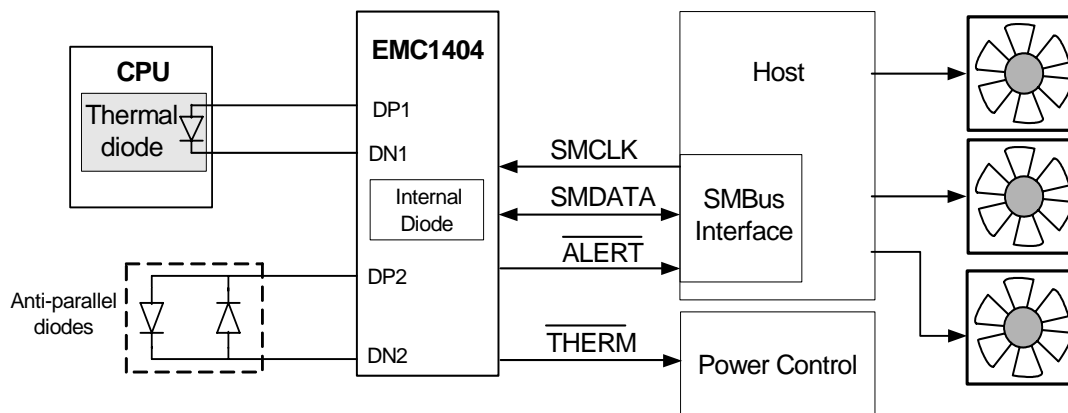 CPU
Thermal
diode
EMC1404
DP1
DN1
Internal
Diode
DP2
DN2
Anti-parallel
diodes
SMCLK
SMDATA
ALERT
THERM
Host
SMBus
Interface
Power Control